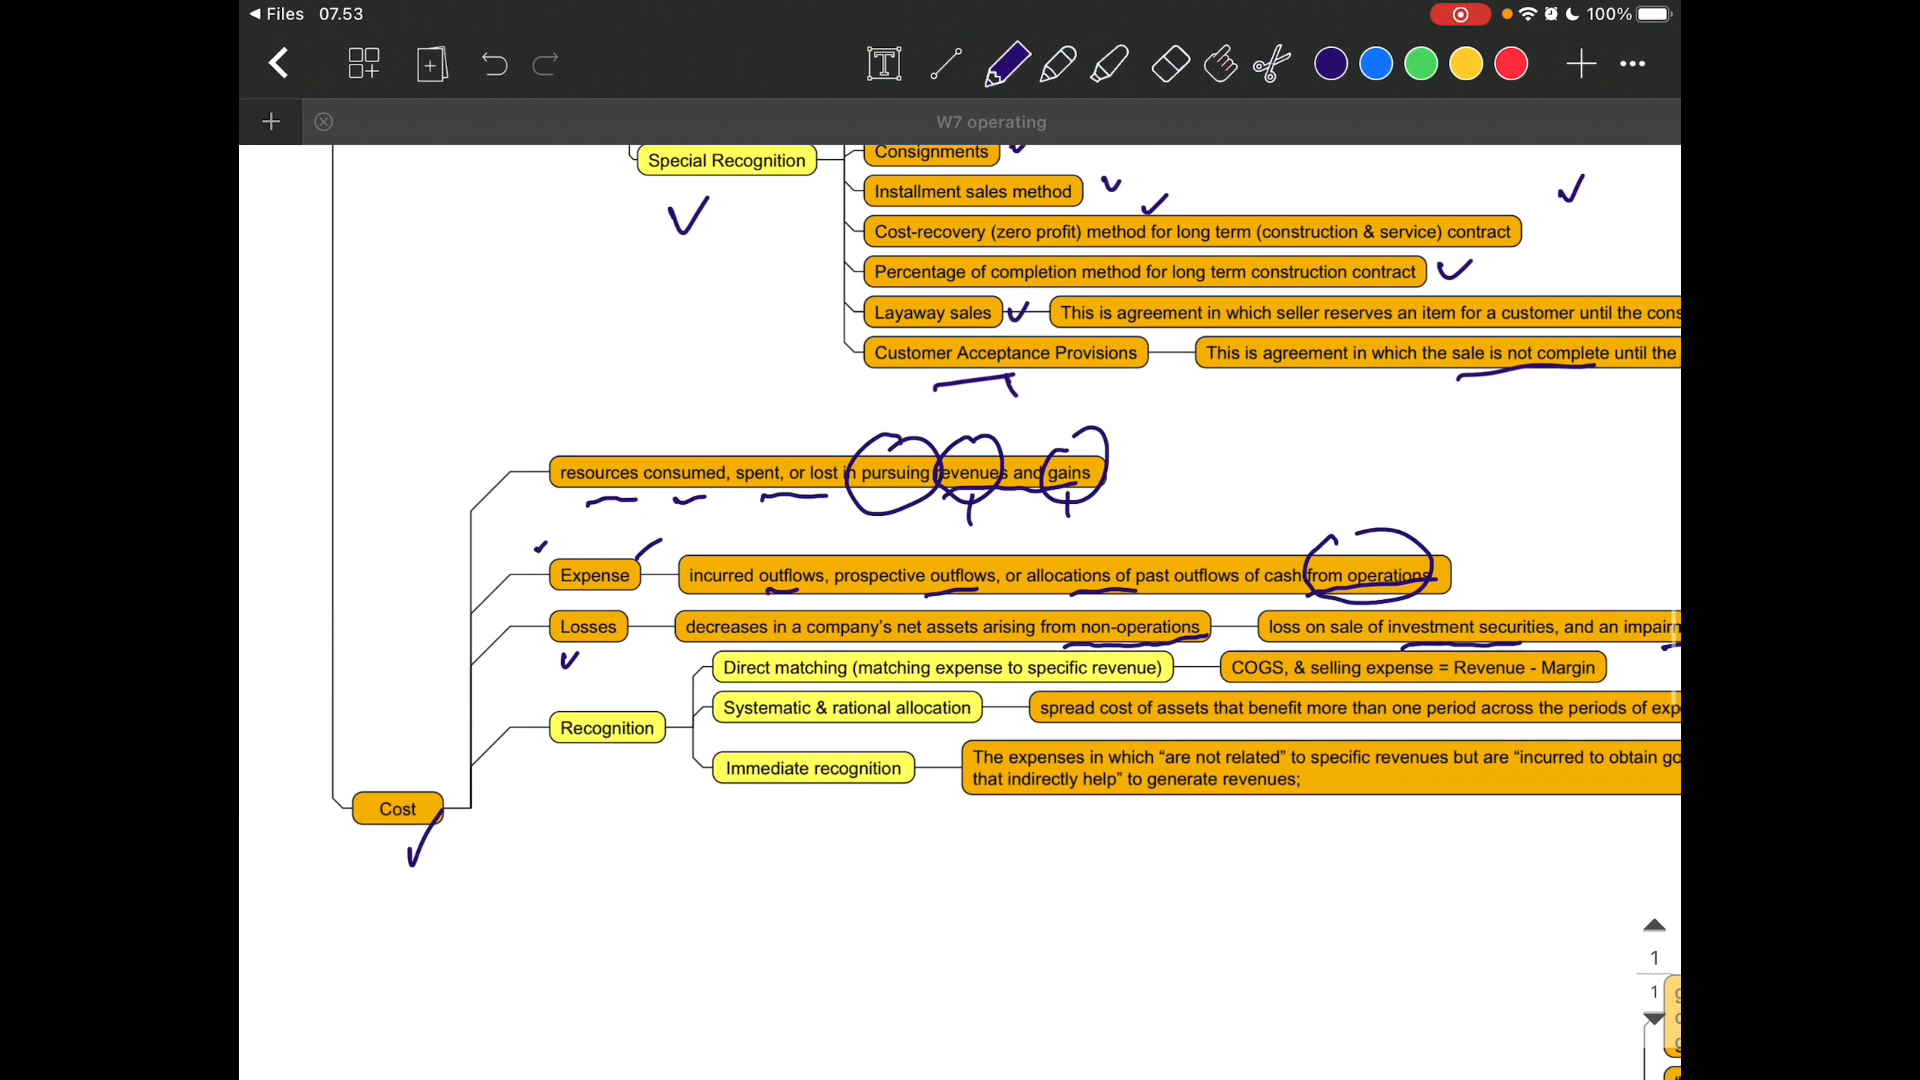 Files 07.53
100%
W7 operating
Special Recognition
Consignments
Installment sales method
Cost-recovery (zero profit) method for long term (construction & service) contract
Percentage of completion method for long term construction contract
Layaway sales
This is agreement in which seller reserves an item for a customer until the cons
Customer Acceptance Provisions
This is agreement in which the sale is not complete until the
resources consumed, spent, or lost in pursuing revenues and gains
Expense
incurred outflows, prospective outflows, or allocations of past outflows of cash from operations
Losses
decreases in a company's net assets arising from non-operations
loss on sale of investment securities, and an impairm
Direct matching (matching expense to specific revenue)
COGS, & selling expense = Revenue - Margin
Systematic & rational allocation
spread cost of assets that benefit more than one period across the periods of exp
Recognition
Immediate recognition
The expenses in which “are not related” to specific revenues but are “incurred to obtain go
that indirectly help” to generate revenues;
Cost
1
1